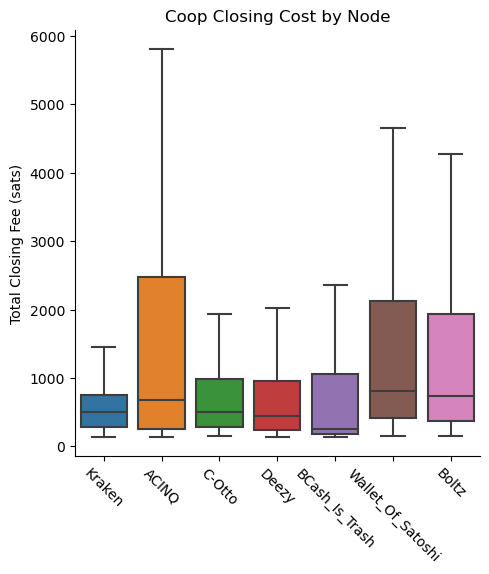 Coop Closing Cost by Node
Total Closing Fee (sats)
6000
5000
4000
3000
2000
1000
0
Kraken
ACINQ
C-Otto
Deezy
BCash_Is_Trash
Wallet_Of_Satoshi
Boltz